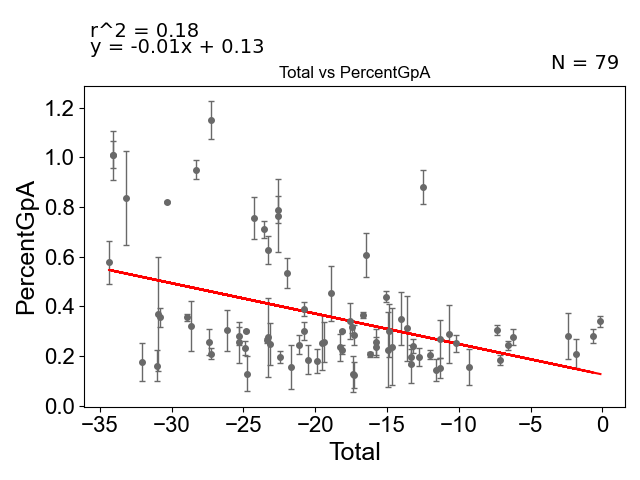 r^2 = 0.18
y = -0.01x + 0.13
N = 79
Total vs PercentGpA
PercentGpA
1.2
1.0
0.8
0.6
0.4
0.2
0.0
−35 −30 −25 −20 −15 −10 −5 0
Total